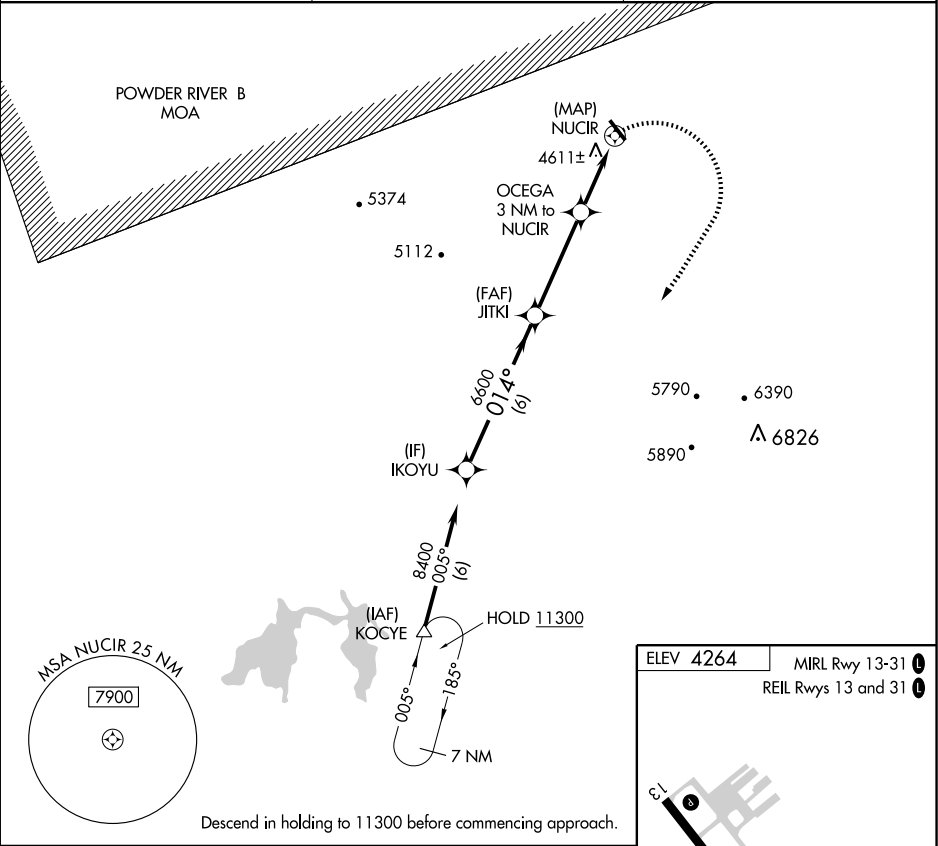 POWDER RIVER B
MOA
(MAP)
NUCIR
4611±
OCEGA
3 NM to
NUCIR
5374
5112
(FAF)
JITKI
6600
014°
(6)
5790
6390
6826
5890
(IF)
IKOYU
8400
005°
(6)
(IAF)
KOCYE
HOLD 11300
005°
185°
7 NM
MSA NUCIR 25 NM
7900
Descend in holding to 11300 before commencing approach.
ELEV 4264
MIRL Rwy 13-31 L
REIL Rwys 13 and 31 L
13
P